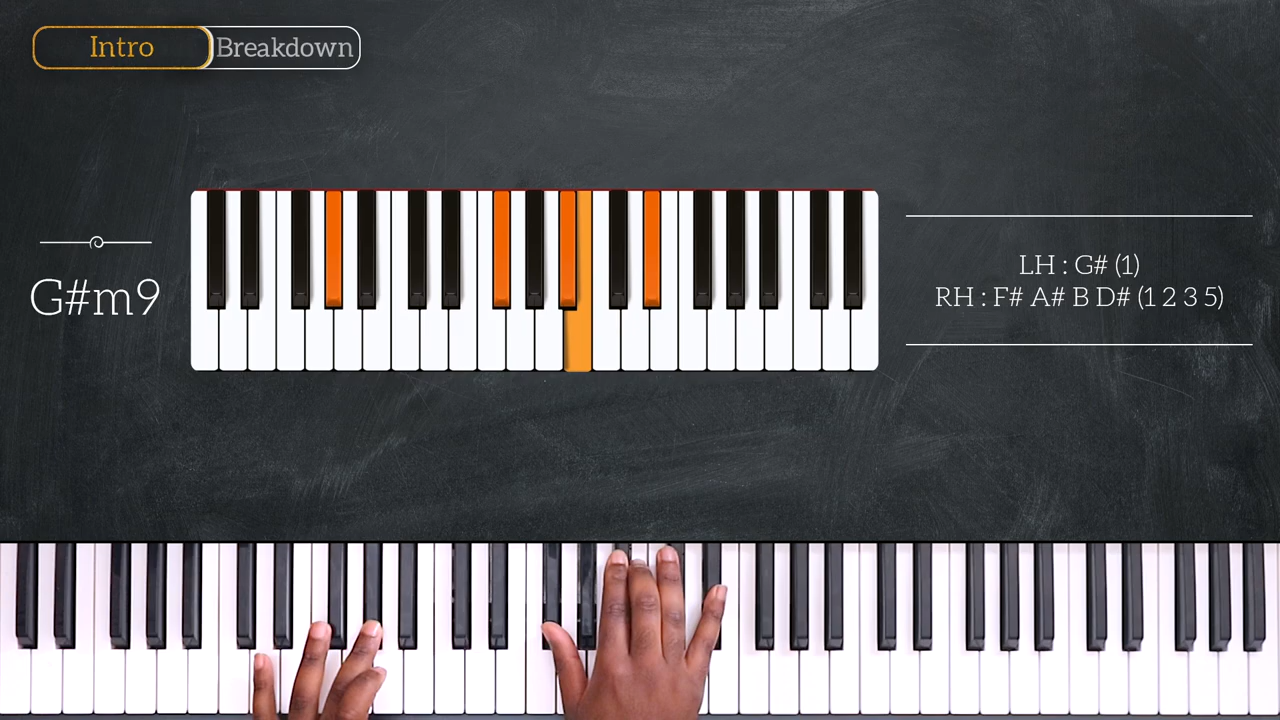 Intro
Breakdown
G#m9
LH : G# (1)
RH : F# A# B D# (1 2 3 5)